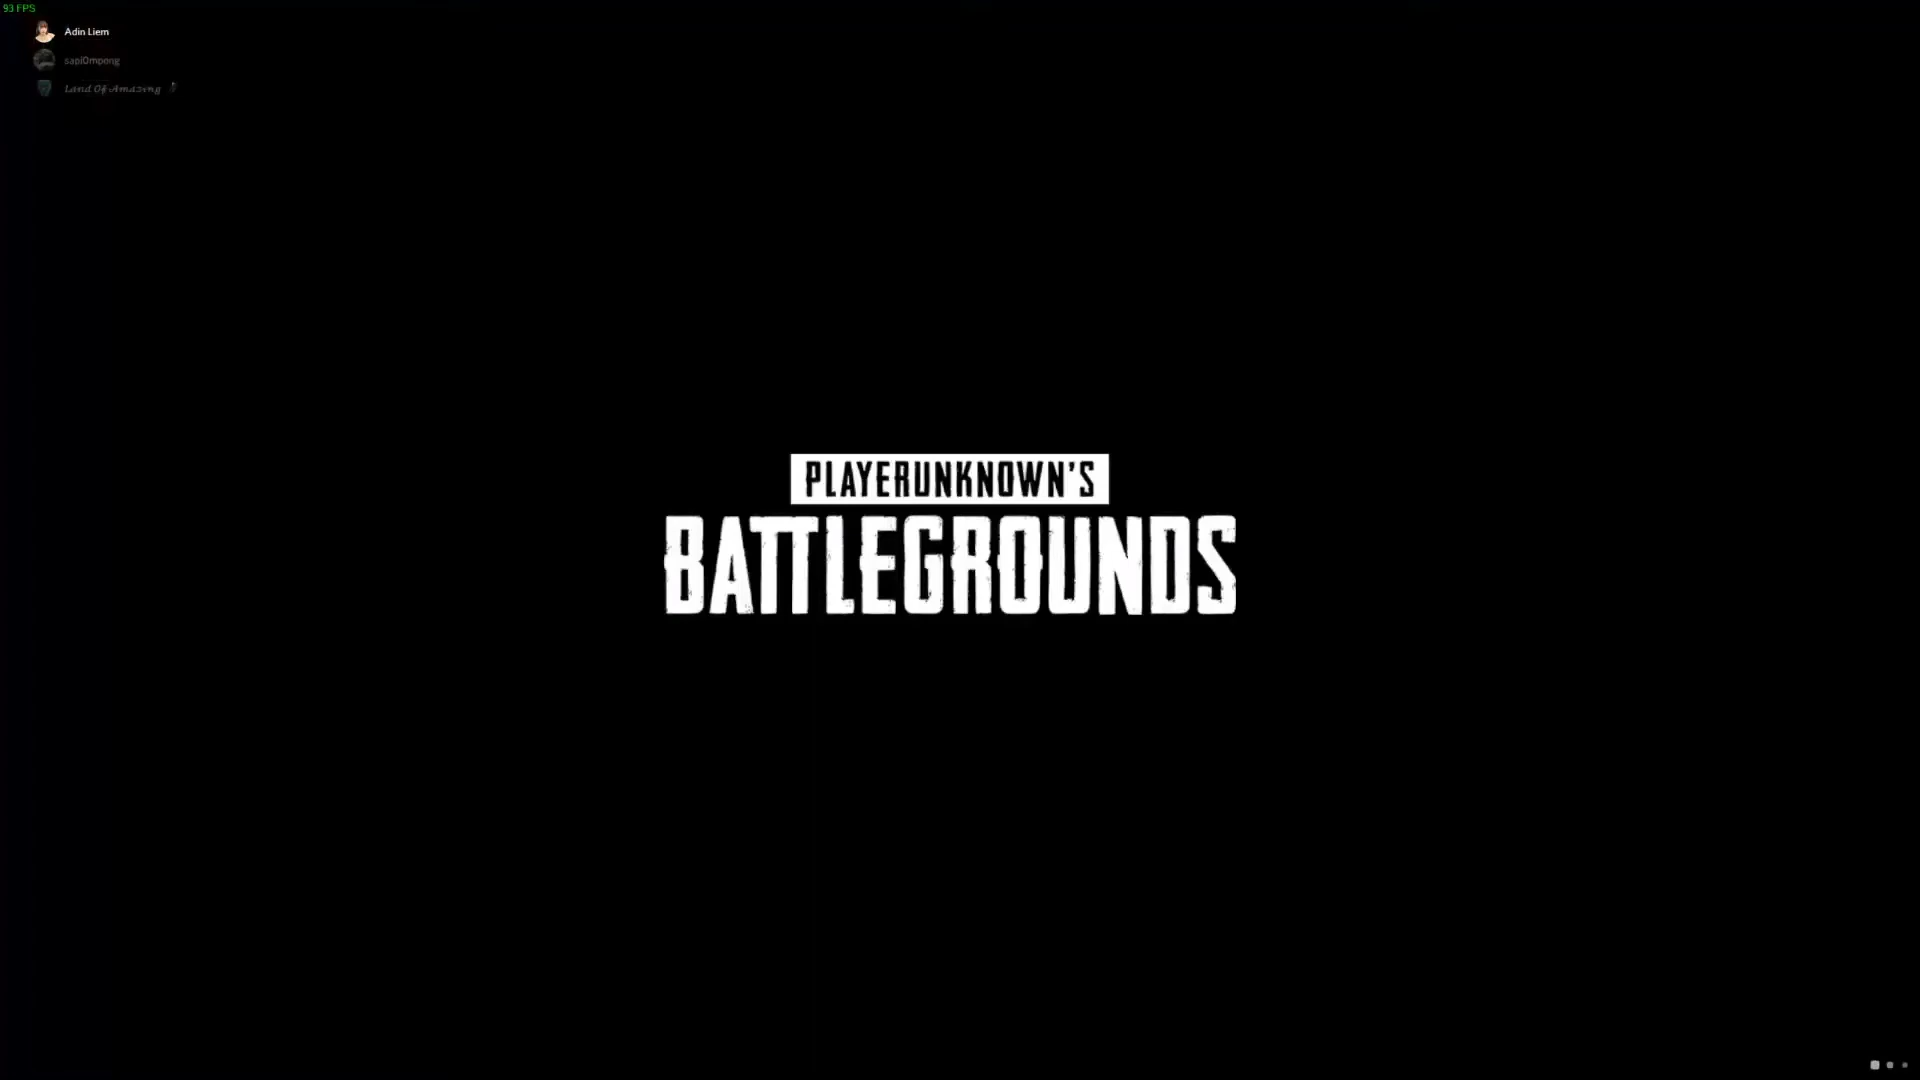 93 FPS
Adin Liem
sapi0mpong
Land Of Amazing
PLAYERUNKNOWN'S
BATTLEGROUNDS